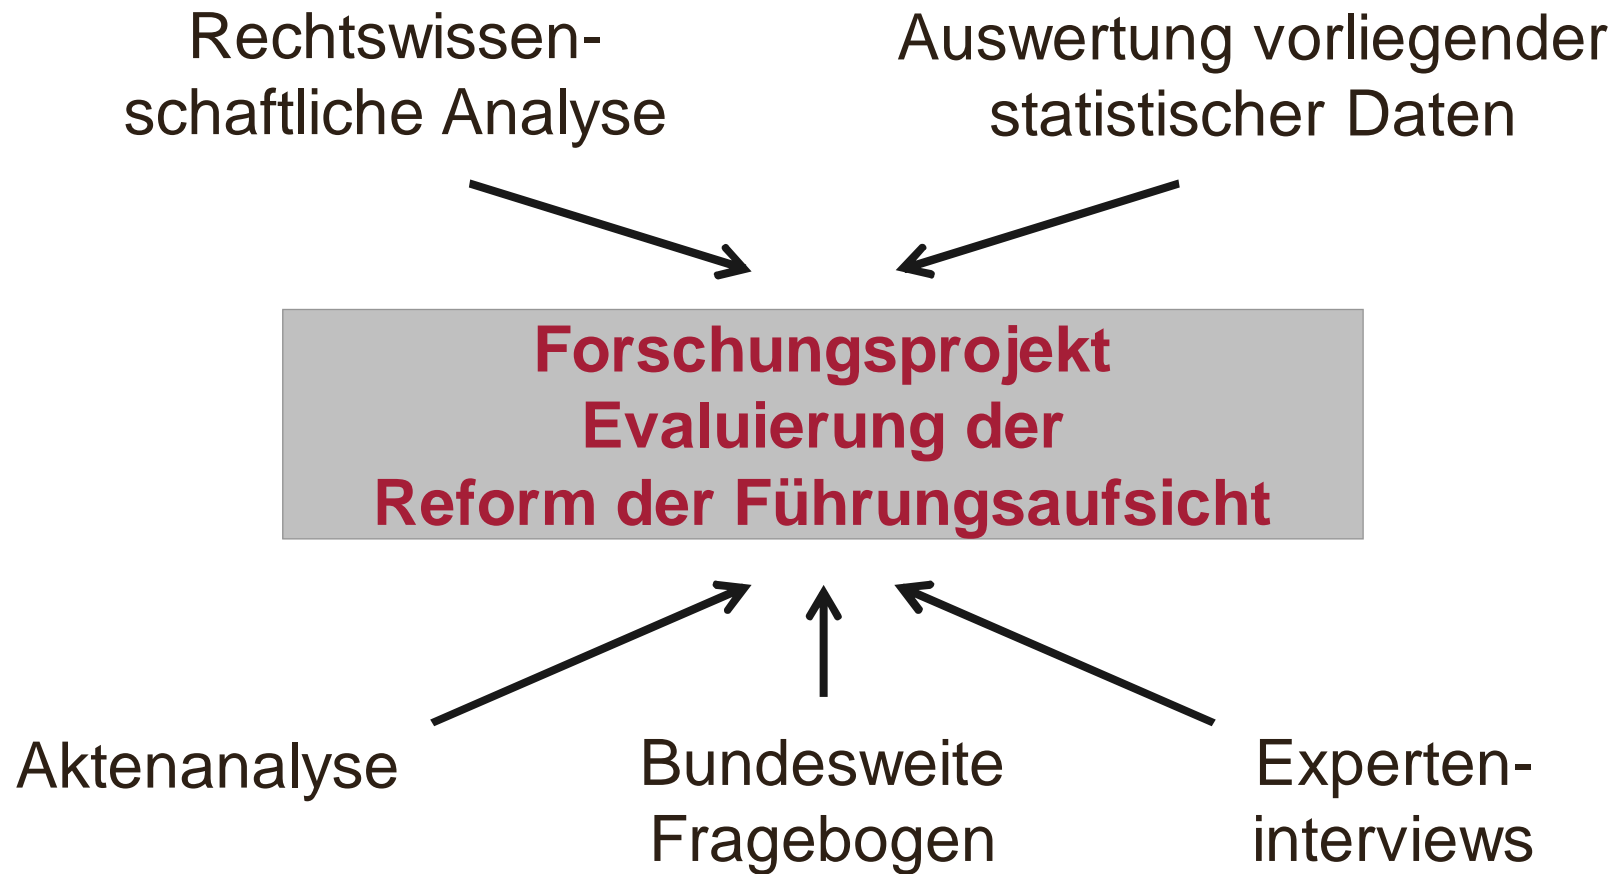 Rechtswissen-
schaftliche Analyse
Auswertung vorliegender
statistischer Daten
Forschungsprojekt
Evaluierung der
Reform der Führungsaufsicht
Aktenanalyse
Bundesweite
Fragebogen
Experten-
interviews